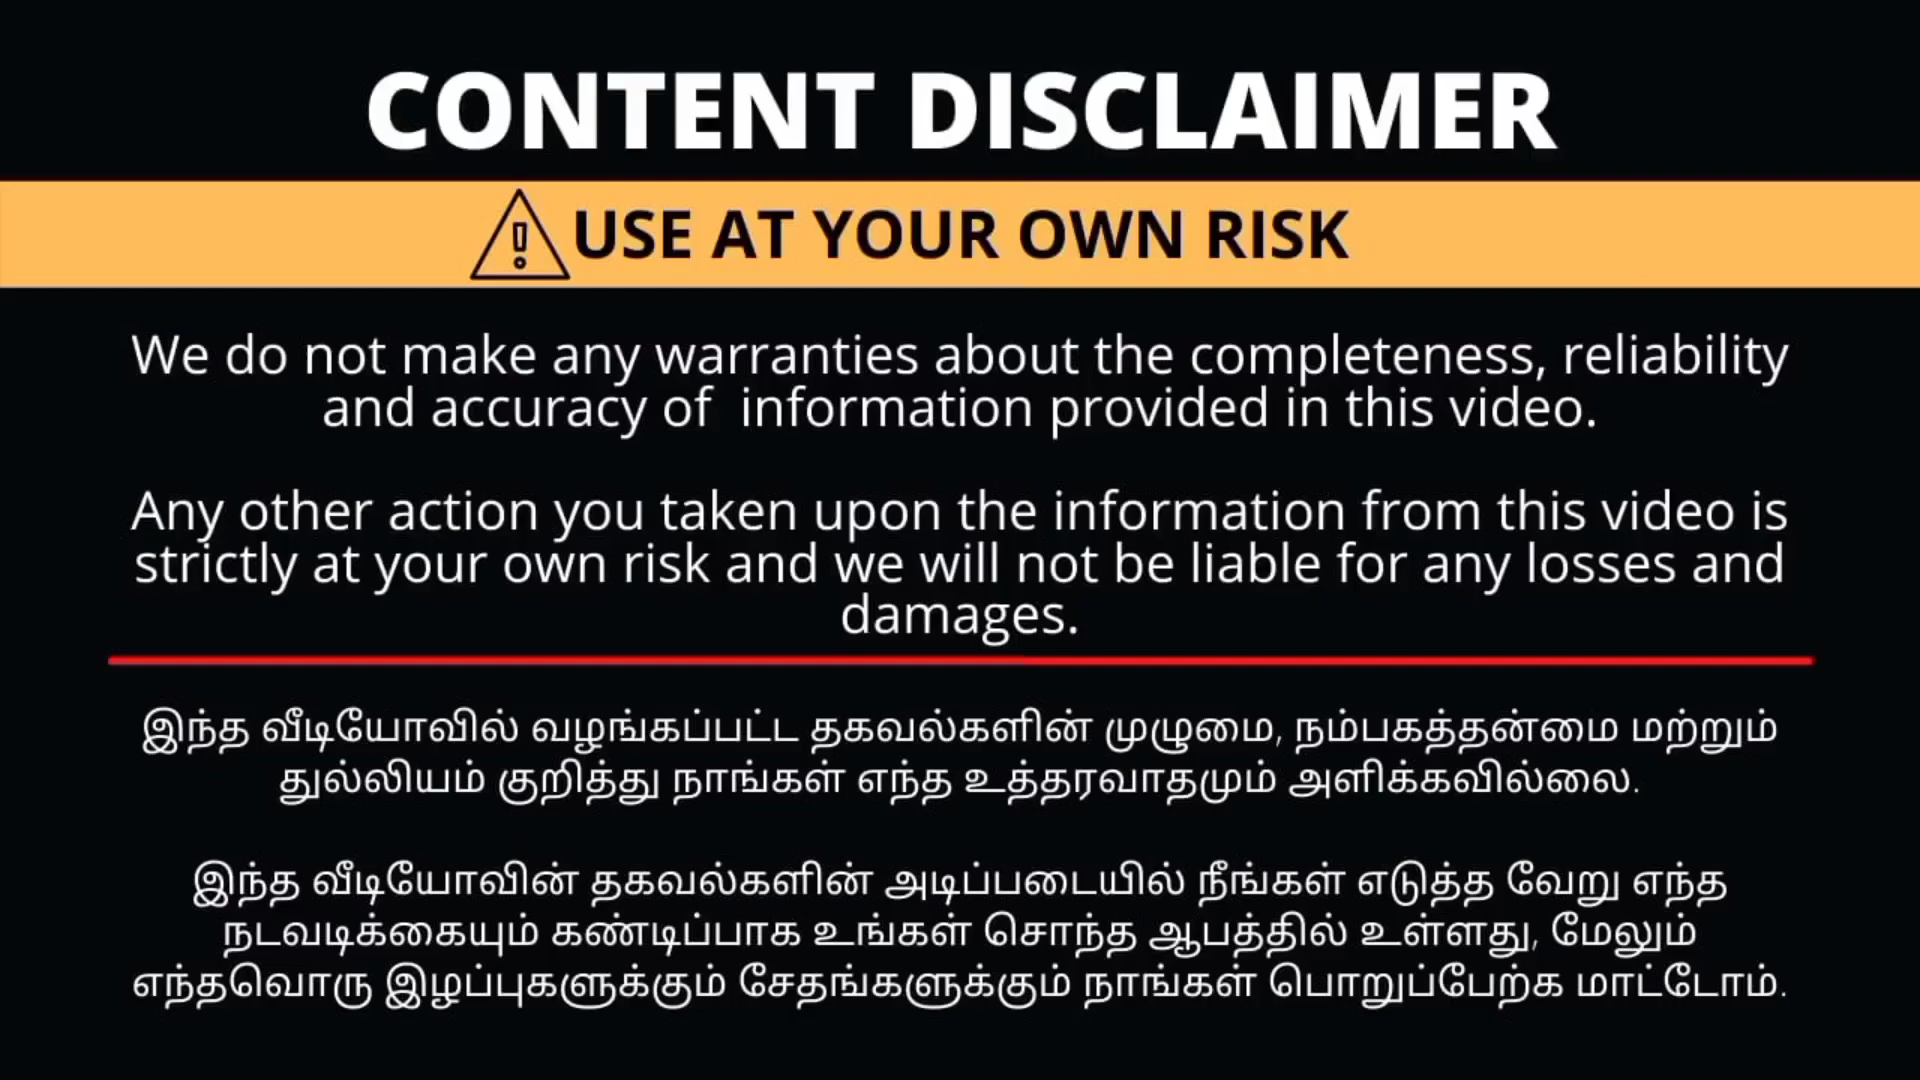 CONTENT DISCLAIMER
USE AT YOUR OWN RISK
We do not make any warranties about the completeness, reliability
and accuracy of information provided in this video.
Any other action you taken upon the information from this video is
strictly at your own risk and we will not be liable for any losses and
damages.
இந்த வீடியோவில் வழங்கப்பட்ட தகவல்களின் முழுமை, நம்பகத்தன்மை மற்றும்
துல்லியம் குறித்து நாங்கள் எந்த உத்தரவாதமும் அளிக்கவில்லை.
இந்த வீடியோவின் தகவல்களின் அடிப்படையில் நீங்கள் எடுத்த வேறு எந்த
நடவடிக்கையும் கண்டிப்பாக உங்கள் சொந்த ஆபத்தில் உள்ளது, மேலும்
எந்தவொரு இழப்புகளுக்கும் சேதங்களுக்கும் நாங்கள் பொறுப்பேற்க மாட்டோம்.